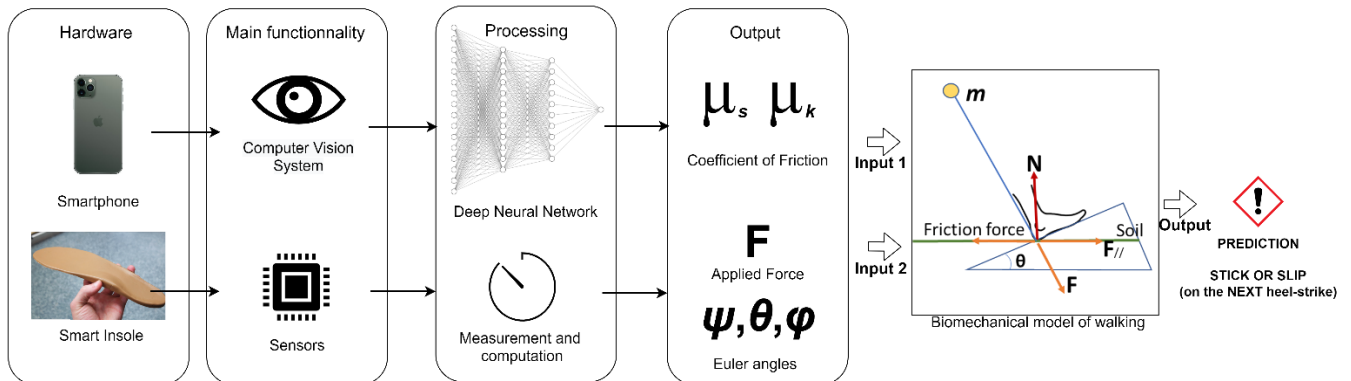 Hardware
Smartphone
Smart Insole
Main functionnality
Computer Vision
System
Sensors
Processing
Deep Neural Network
Measurement and
computation
Output
μs μk
Coefficient of Friction
F
Applied Force
ψ,θ,φ
Euler angles
Input 1
Input 2
m
N
Friction force
Soil
F//
θ
F
Biomechanical model of walking
Output
!
PREDICTION
STICK OR SLIP
(on the NEXT heel-strike)